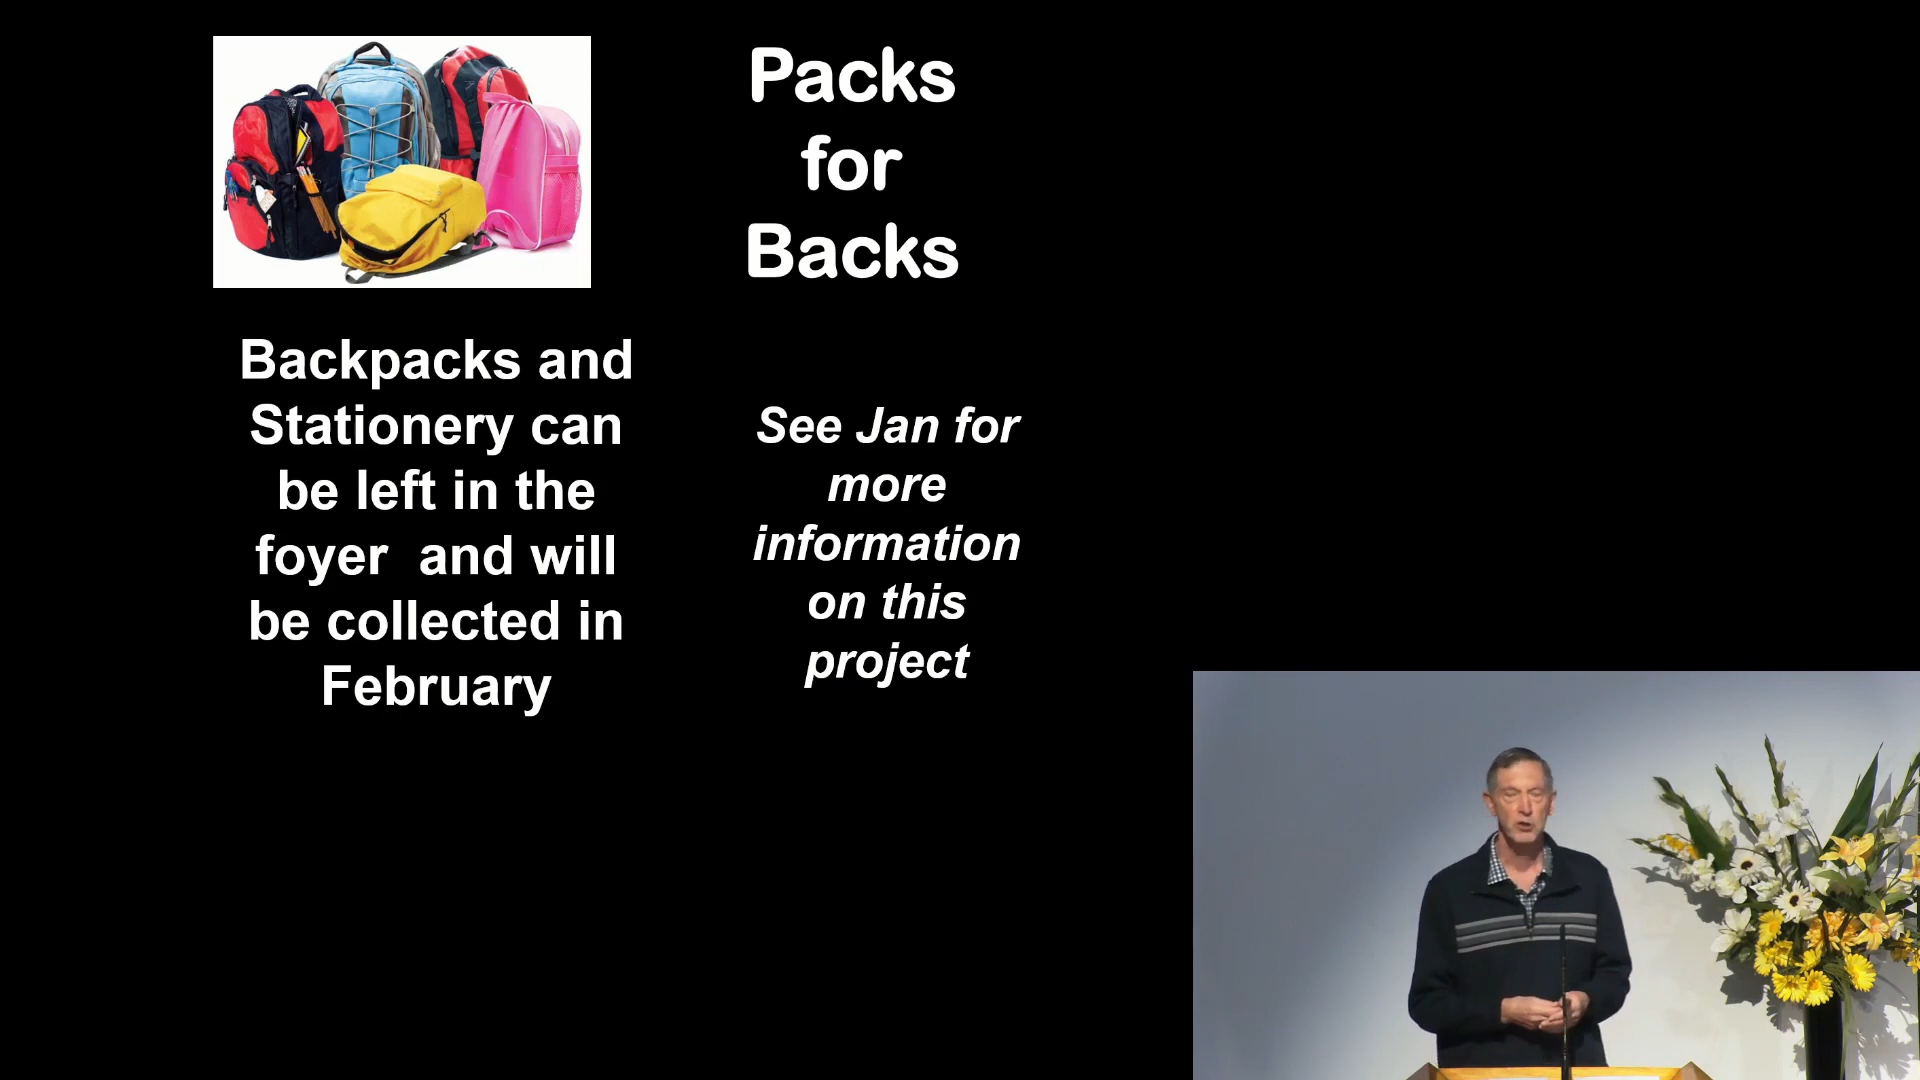 Packs
for
Backs
Backpacks and
Stationery can
be left in the
foyer  and will
be collected in
February
See Jan for
more
information
on this
project